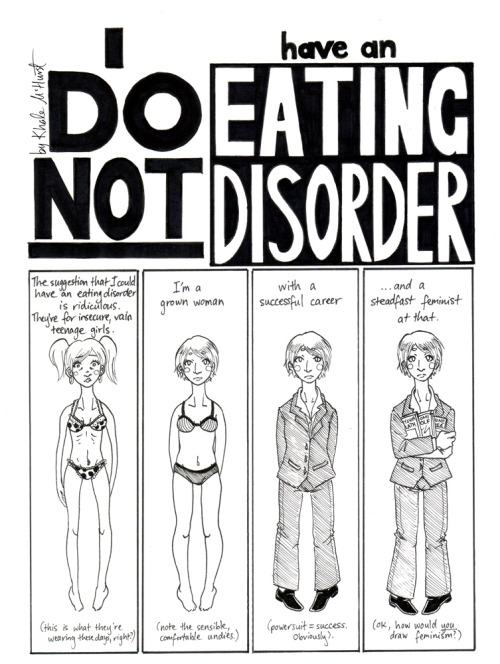 I
DO
NOT
have an
EATING
DISORDER
by Khale McHurst
The suggestion that I could
have an eating disorder
is ridiculous.
They're for insecure, vain
teenage girls.
(this is what they're
wearing these days, right?)
I'm a
grown woman
(note the sensible,
comfortable undies.)
with a
successful career
(powersuit = success.
Obviously.)
...and a
steadfast feminist
at that.
(OK, how would you
draw feminism?)